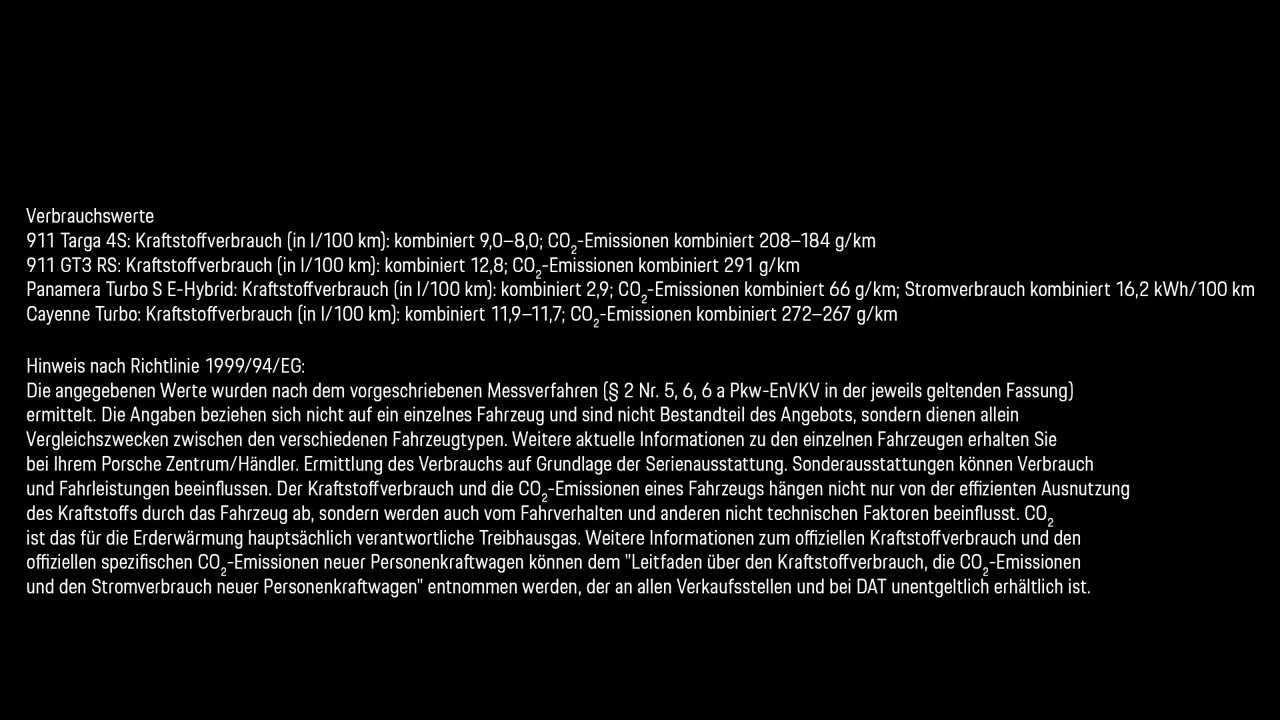 Verbrauchswerte
911 Targa 4S: Kraftstoffverbrauch (in l/100 km): kombiniert 9,0–8,0; CO₂-Emissionen kombiniert 208–184 g/km
911 GT3 RS: Kraftstoffverbrauch (in l/100 km): kombiniert 12,8; CO₂-Emissionen kombiniert 291 g/km
Panamera Turbo S E-Hybrid: Kraftstoffverbrauch (in l/100 km): kombiniert 2,9; CO₂-Emissionen kombiniert 66 g/km; Stromverbrauch kombiniert 16,2 kWh/100 km
Cayenne Turbo: Kraftstoffverbrauch (in l/100 km): kombiniert 11,9–11,7; CO₂-Emissionen kombiniert 272–267 g/km
Hinweis nach Richtlinie 1999/94/EG:
Die angegebenen Werte wurden nach dem vorgeschriebenen Messverfahren (§ 2 Nr. 5, 6, 6 a Pkw-EnVKV in der jeweils geltenden Fassung)
ermittelt. Die Angaben beziehen sich nicht auf ein einzelnes Fahrzeug und sind nicht Bestandteil des Angebots, sondern dienen allein
Vergleichszwecken zwischen den verschiedenen Fahrzeugtypen. Weitere aktuelle Informationen zu den einzelnen Fahrzeugen erhalten Sie
bei Ihrem Porsche Zentrum/Händler. Ermittlung des Verbrauchs auf Grundlage der Serienausstattung. Sonderausstattungen können Verbrauch
und Fahrleistungen beeinflussen. Der Kraftstoffverbrauch und die CO₂-Emissionen eines Fahrzeugs hängen nicht nur von der effizienten Ausnutzung
des Kraftstoffs durch das Fahrzeug ab, sondern werden auch vom Fahrverhalten und anderen nicht technischen Faktoren beeinflusst. CO₂
ist das für die Erderwärmung hauptsächlich verantwortliche Treibhausgas. Weitere Informationen zum offiziellen Kraftstoffverbrauch und den
offiziellen spezifischen CO₂-Emissionen neuer Personenkraftwagen können dem "Leitfaden über den Kraftstoffverbrauch, die CO₂-Emissionen
und den Stromverbrauch neuer Personenkraftwagen" entnommen werden, der an allen Verkaufsstellen und bei DAT unentgeltlich erhältlich ist.